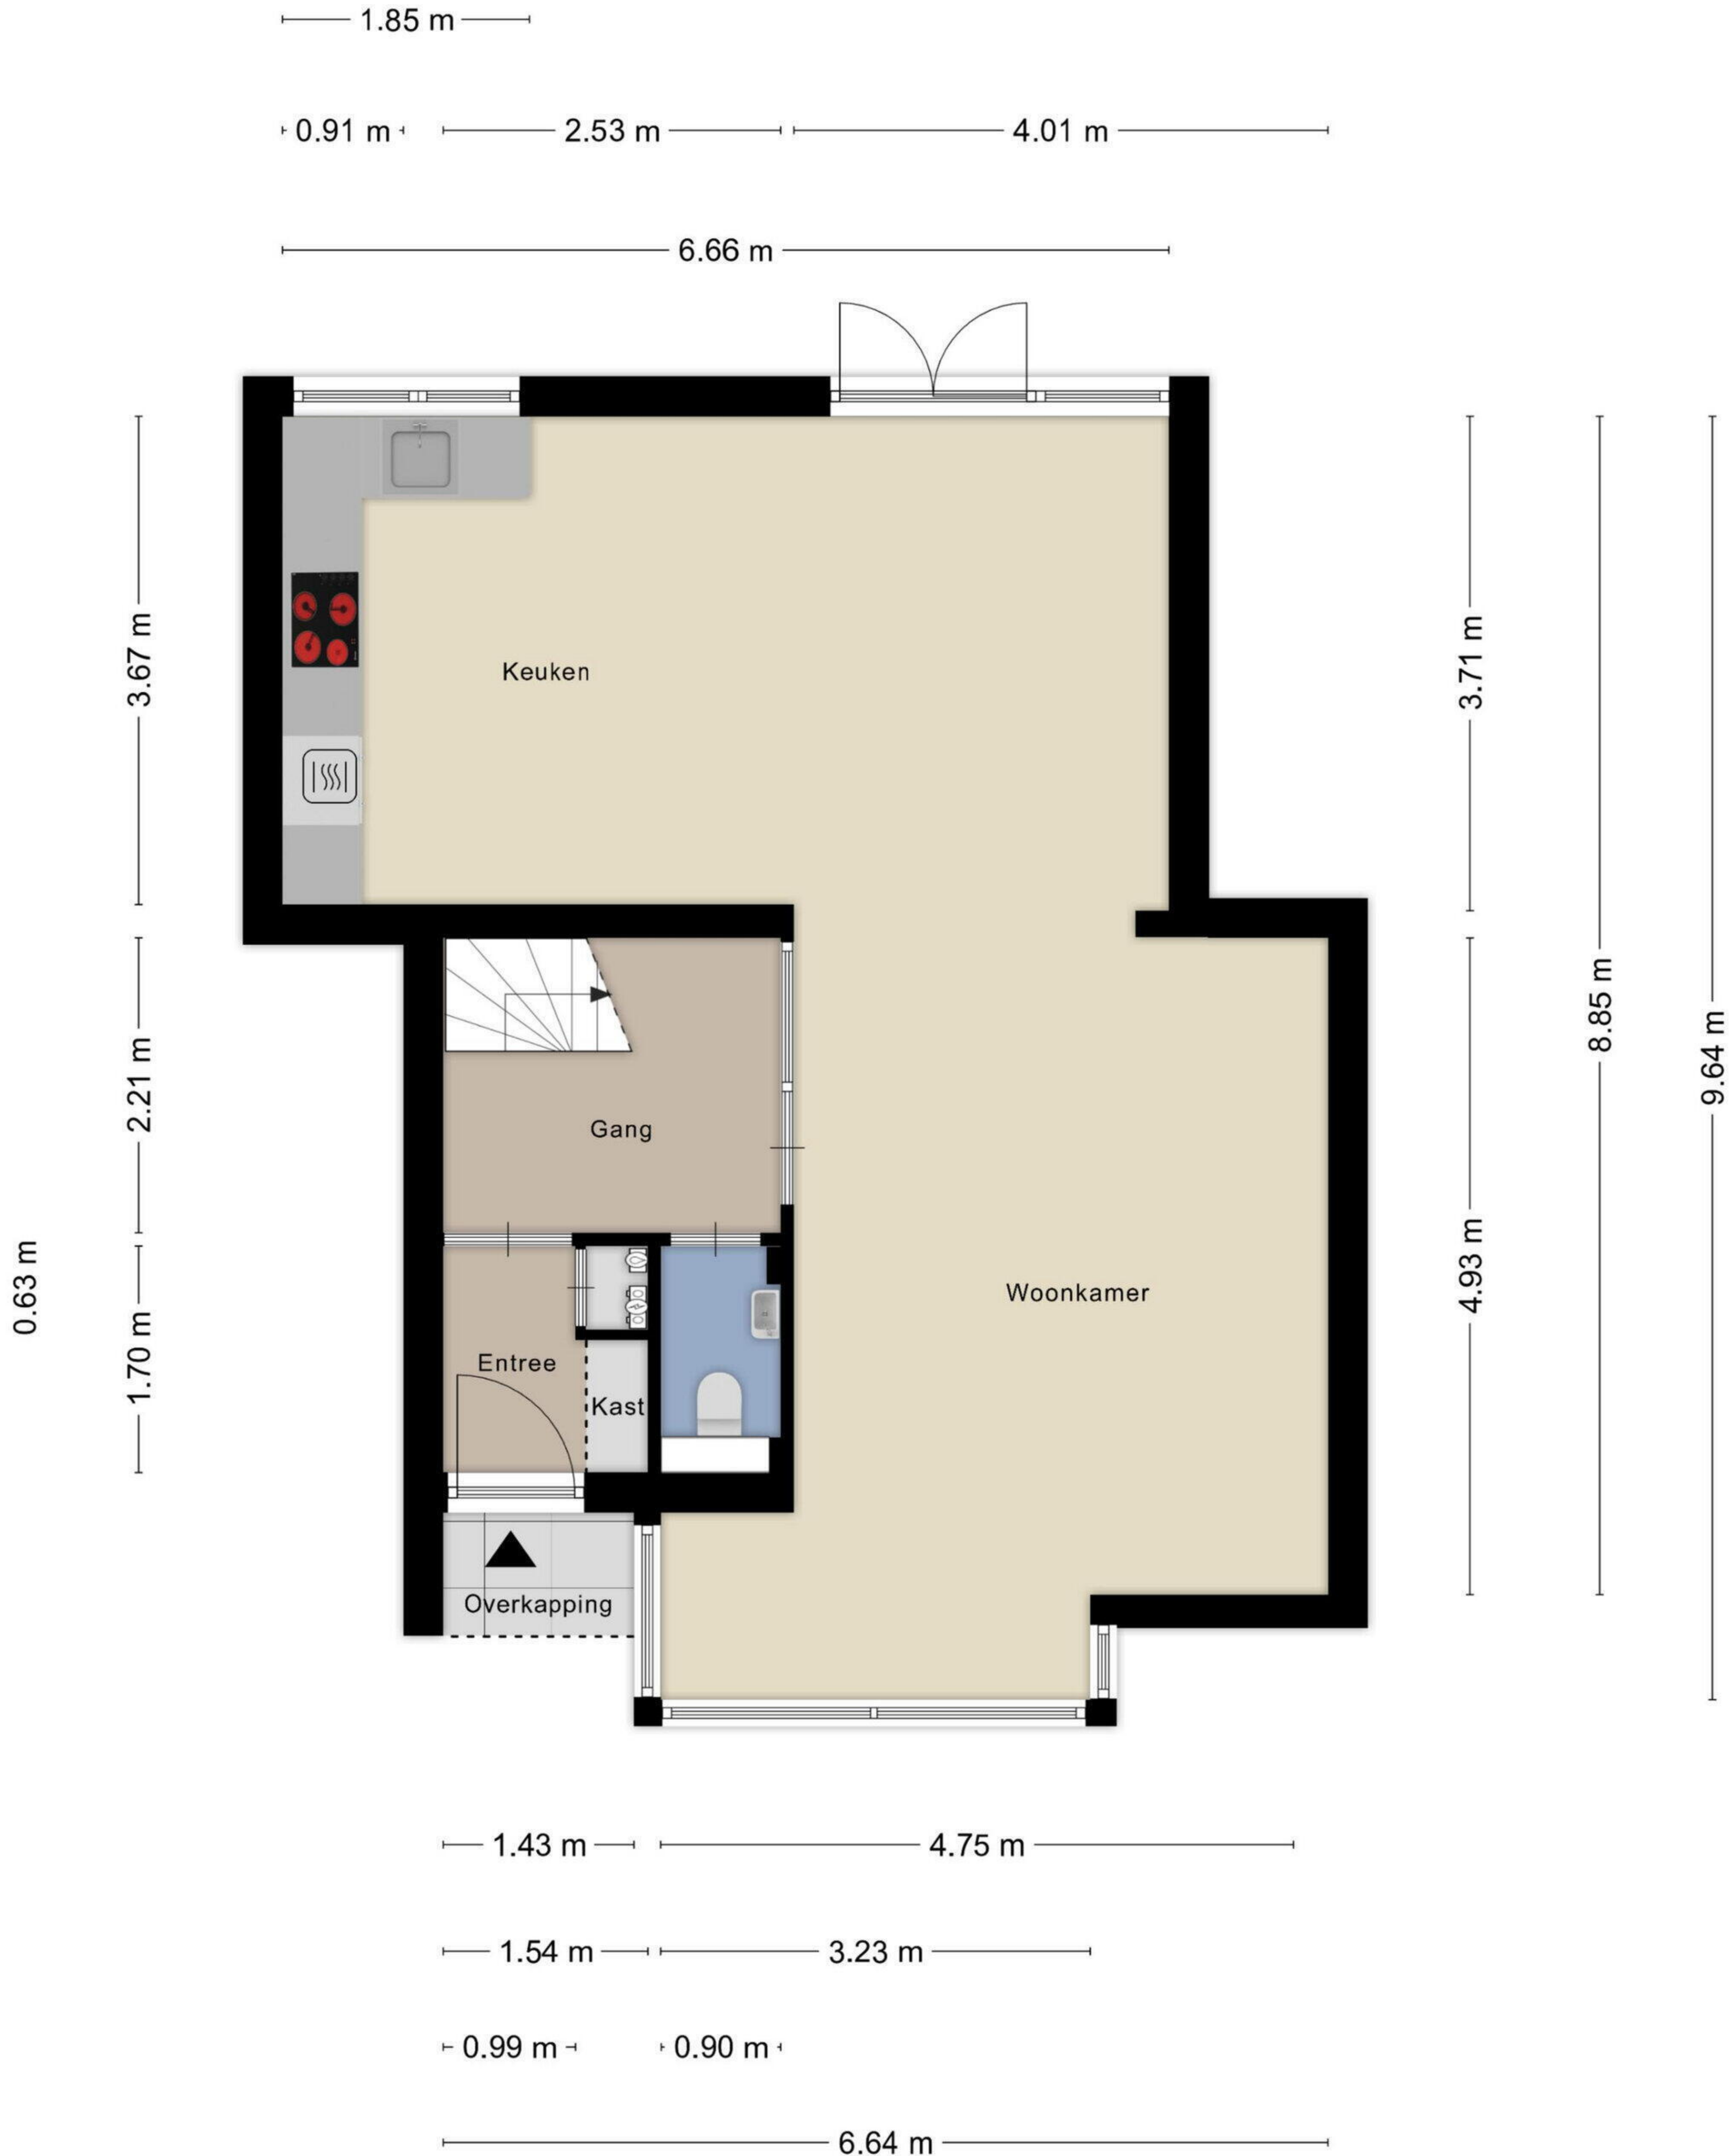 1.85 m
0.91 m
2.53 m
4.01 m
6.66 m
3.67 m
3.71 m
Keuken
8.85 m
9.64 m
2.21 m
Gang
0.63 m
4.93 m
Woonkamer
1.70 m
Entree
Kast
Overkapping
1.43 m
4.75 m
1.54 m
3.23 m
0.99 m
0.90 m
6.64 m